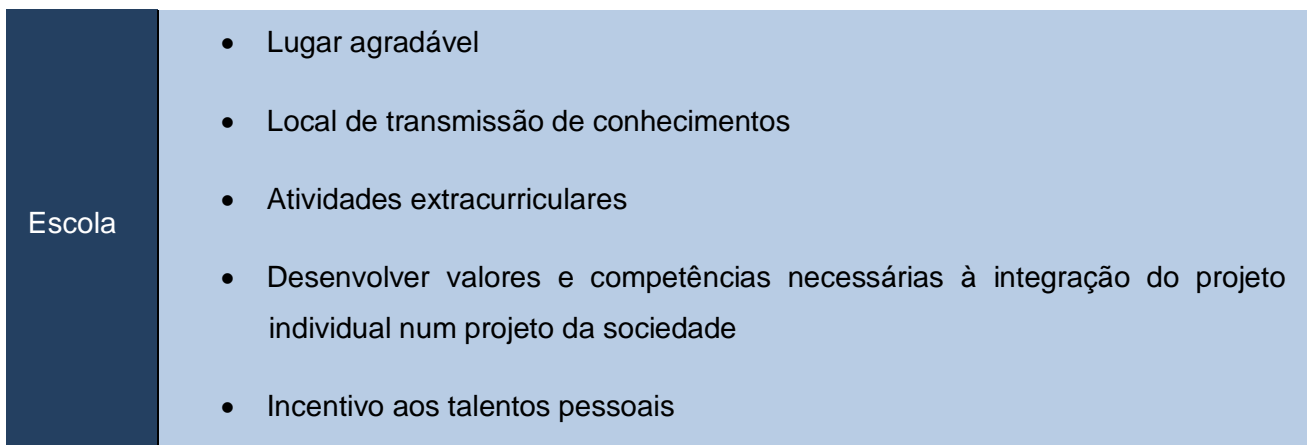 Escola
• Lugar agradável
• Local de transmissão de conhecimentos
• Atividades extracurriculares
• Desenvolver valores e competências necessárias à integração do projeto
individual num projeto da sociedade
• Incentivo aos talentos pessoais